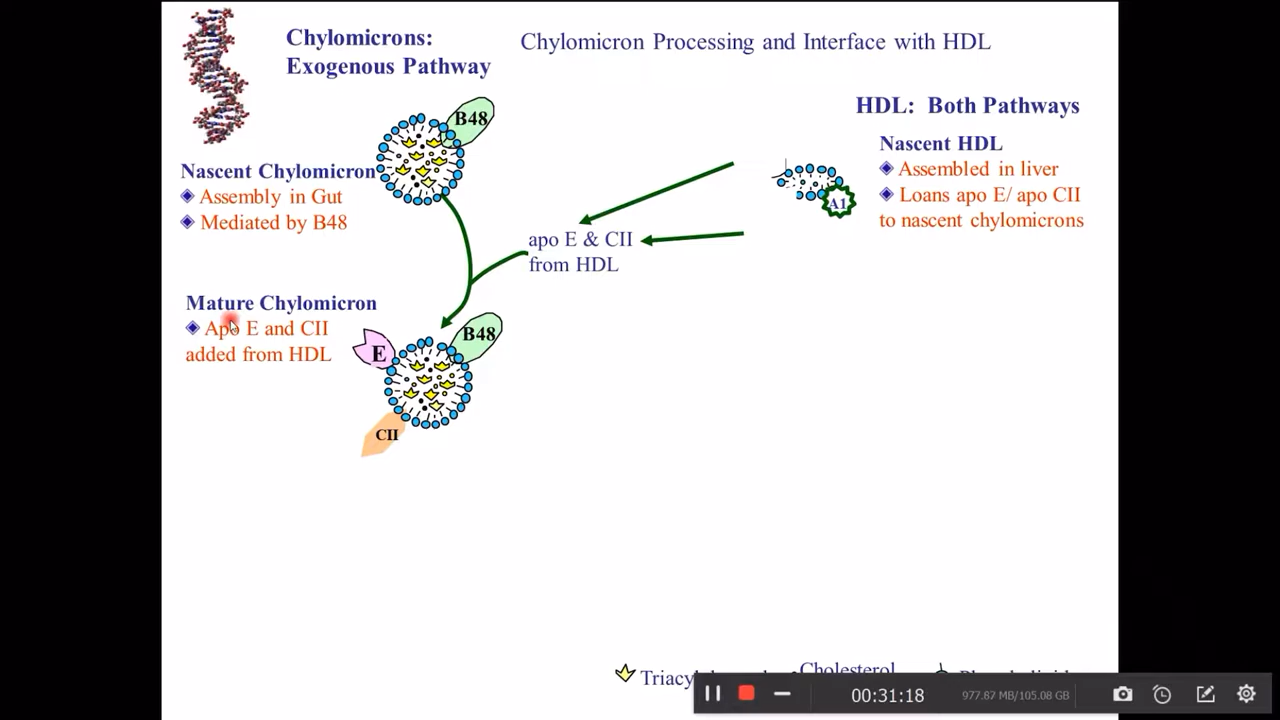 Chylomicrons:
Exogenous Pathway
Chylomicron Processing and Interface with HDL
HDL: Both Pathways
B48
Nascent Chylomicron
Assembly in Gut
Mediated by B48
Nascent HDL
Assembled in liver
Loans apo E/ apo CII
to nascent chylomicrons
A1
apo E & CII
from HDL
Mature Chylomicron
Apo E and CII
added from HDL
E
B48
CII
Cholesterol
00:31:18
977.87 MB/105.08 GB